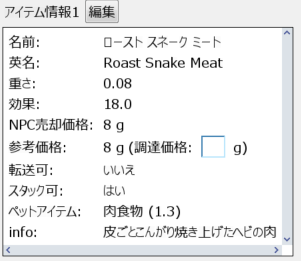 アイテム情報1 編集
名前: ロースト スネーク ミート
英名: Roast Snake Meat
重さ: 0.08
効果: 18.0
NPC売却価格: 8 g
参考価格: 8 g (調達価格: g)
転送可: いいえ
スタック可: はい
ペットアイテム: 肉食物 (1.3)
info: 皮ごとこんがり焼き上げたヘビの肉